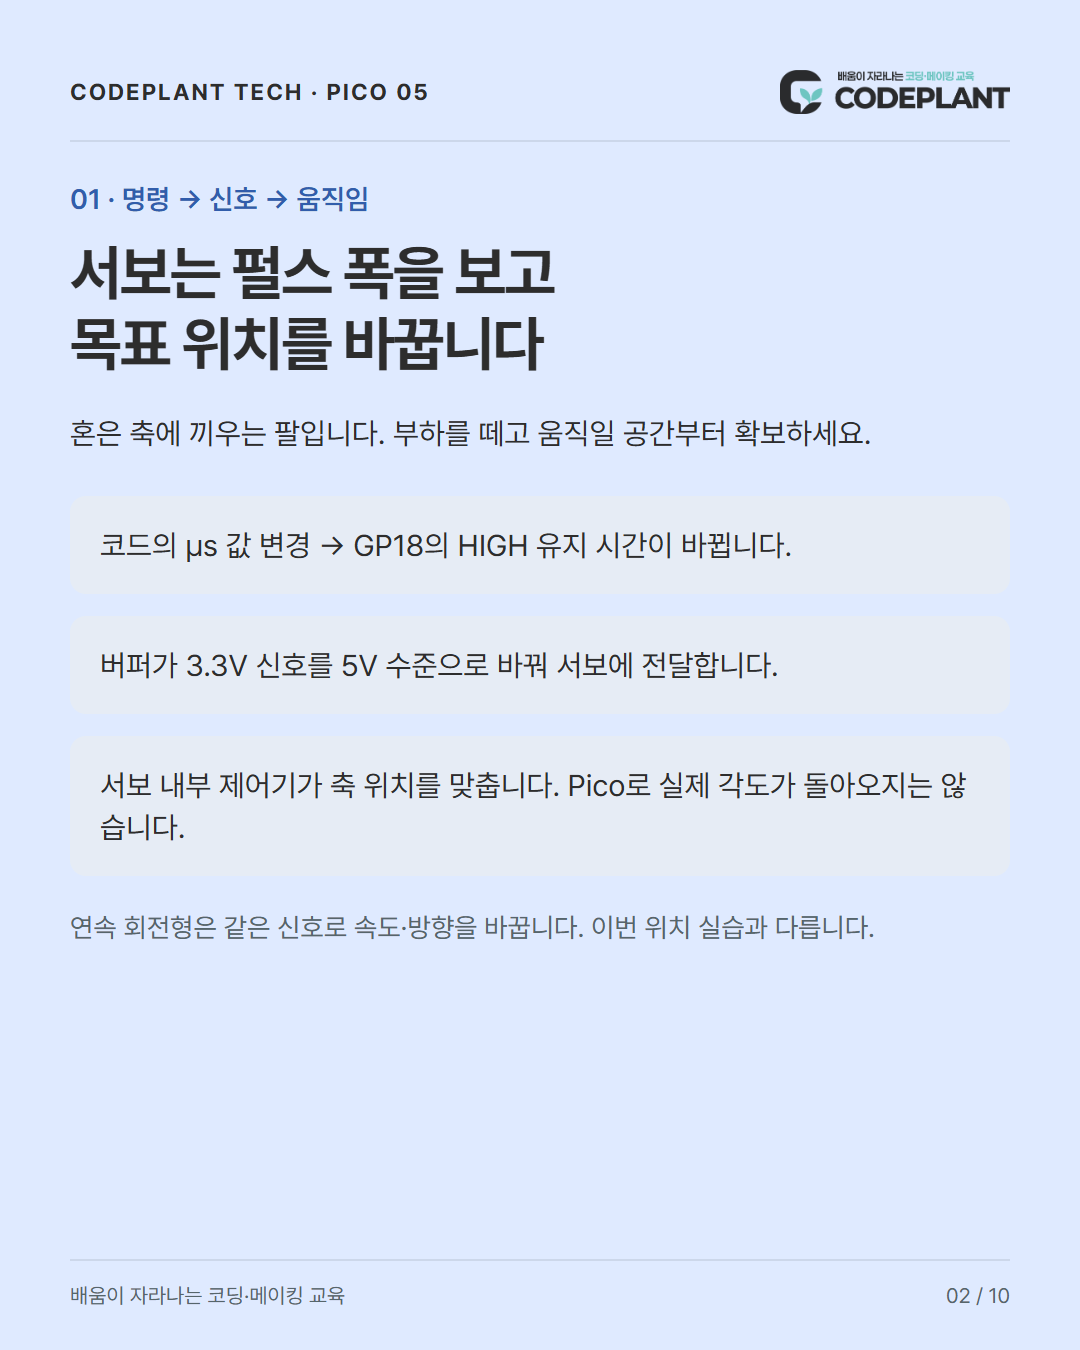 CODEPLANT TECH · PICO 05
배움이 자라나는 코딩·메이킹 교육
CODEPLANT
01 · 명령 → 신호 → 움직임
서보는 펄스 폭을 보고
목표 위치를 바꿉니다
혼은 축에 끼우는 팔입니다. 부하를 떼고 움직일 공간부터 확보하세요.
코드의 µs 값 변경 → GP18의 HIGH 유지 시간이 바뀝니다.
버퍼가 3.3V 신호를 5V 수준으로 바꿔 서보에 전달합니다.
서보 내부 제어기가 축 위치를 맞춥니다. Pico로 실제 각도가 돌아오지는 않
습니다.
연속 회전형은 같은 신호로 속도·방향을 바꿉니다. 이번 위치 실습과 다릅니다.
배움이 자라나는 코딩·메이킹 교육
02 / 10